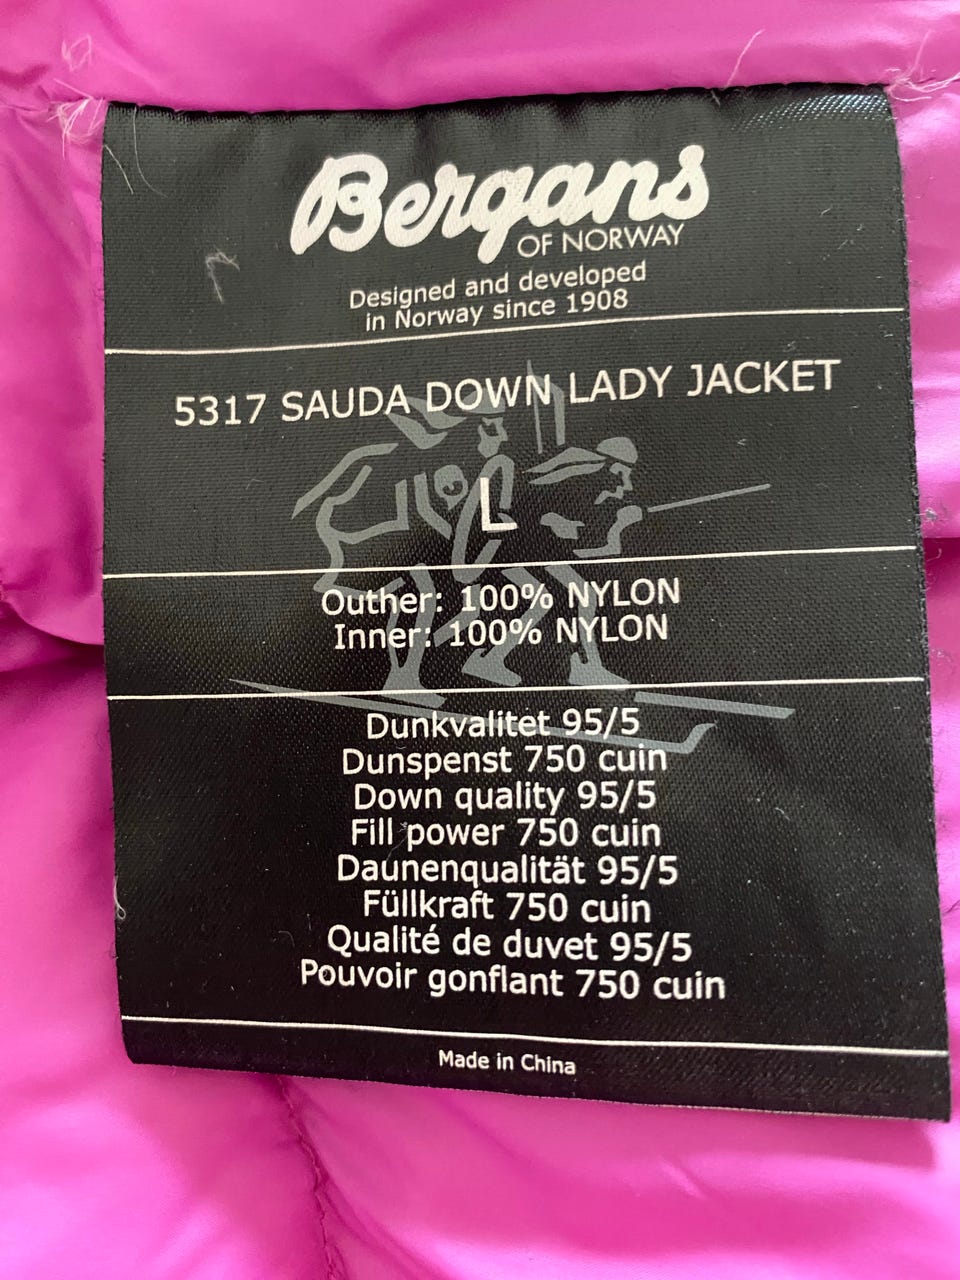 Bergans
OF NORWAY
Designed and developed
in Norway since 1908
5317 SAUDA DOWN LADY JACKET
L
Outher: 100% NYLON
Inner: 100% NYLON
Dunkvalitet 95/5
Dunspenst 750 cuin
Down quality 95/5
Fill power 750 cuin
Daunenqualität 95/5
Füllkraft 750 cuin
Qualité de duvet 95/5
Pouvoir gonflant 750 cuin
Made in China